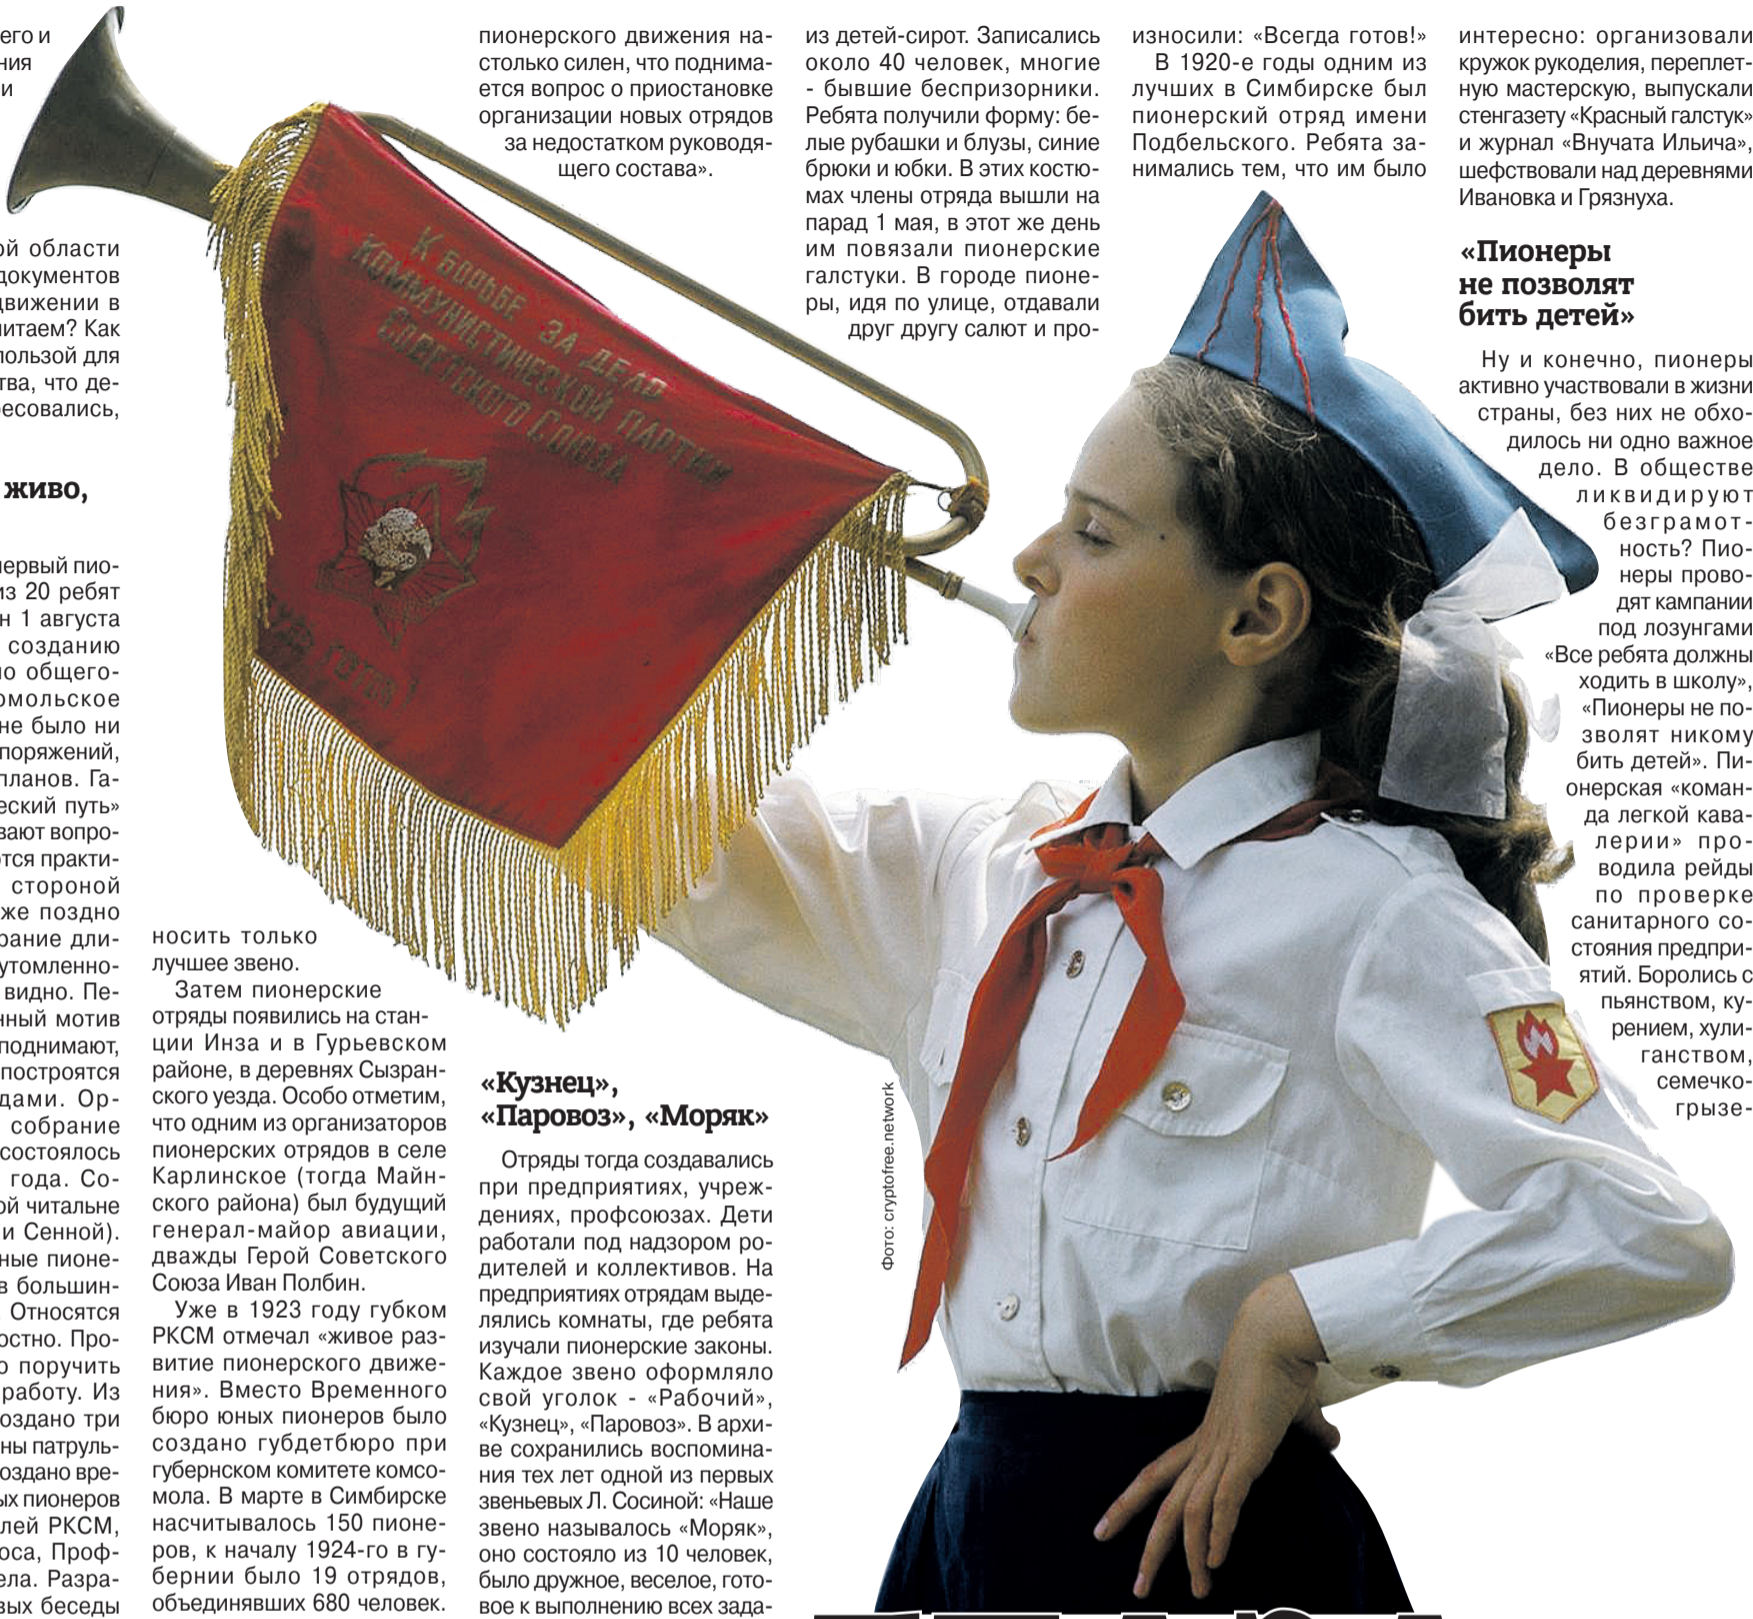 его и
ния
и
ой области
документов
движении в
читаем? Как
пользой для
тва, что де-
ресовались,
живо,
первый пио-
из 20 ребят
н 1 августа
созданию
но общего-
омольское
не было ни
поряжений,
планов. Га-
еский путь»
вают вопро-
тся практи-
стороной
же поздно
рание дли-
утомленно-
видно. Пе-
нный мотив
поднимают,
построятся
дами. Ор-
собрание
состоялось
года. Со-
ой читальне
и Сенной).
ные пионе-
в большин-
Относятся
остно. Про-
о поручить
работу. Из
оздано три
ны патруль-
оздано вре-
ых пионеров
лей РКСМ,
оса, Проф-
ела. Разра-
вых беседы
носить только
лучшее звено.
Затем пионерские
отряды появились на стан-
ции Инза и в Гурьевском
районе, в деревнях Сызран-
ского уезда. Особо отметим,
что одним из организаторов
пионерских отрядов в селе
Карлинское (тогда Майн-
ского района) был будущий
генерал-майор авиации,
дважды Герой Советского
Союза Иван Полбин.
Уже в 1923 году губком
РКСМ отмечал «живое раз-
витие пионерского движе-
ния». Вместо Временного
бюро юных пионеров было
создано губдетбюро при
губернском комитете комсо-
мола. В марте в Симбирске
насчитывалось 150 пионе-
ров, к началу 1924-го в гу-
бернии было 19 отрядов,
объединявших 680 человек.
пионерского движения на-
столько силен, что поднима-
ется вопрос о приостановке
организации новых отрядов
за недостатком руководя-
щего состава».
К БОРЬБЕ ЗА ДЕЛО
КОММУНИСТИЧЕСКОЙ ПАРТИИ
СОВЕТСКОГО СОЮЗА
ГОТОВ!
«Кузнец»,
«Паровоз», «Моряк»
Отряды тогда создавались
при предприятиях, учреж-
дениях, профсоюзах. Дети
работали под надзором ро-
дителей и коллективов. На
предприятиях отрядам выде-
лялись комнаты, где ребята
изучали пионерские законы.
Каждое звено оформляло
свой уголок - «Рабочий»,
«Кузнец», «Паровоз». В архи-
ве сохранились воспомина-
ния тех лет одной из первых
звеньевых Л. Сосиной: «Наше
звено называлось «Моряк»,
оно состояло из 10 человек,
было дружное, веселое, гото-
вое к выполнению всех зада-
из детей-сирот. Записались
около 40 человек, многие
- бывшие беспризорники.
Ребята получили форму: бе-
лые рубашки и блузы, синие
брюки и юбки. В этих костю-
мах члены отряда вышли на
парад 1 мая, в этот же день
им повязали пионерские
галстуки. В городе пионе-
ры, идя по улице, отдавали
друг другу салют и про-
Фото: cryptofree.network
износили: «Всегда готов!»
В 1920-е годы одним из
лучших в Симбирске был
пионерский отряд имени
Подбельского. Ребята за-
нимались тем, что им было
интересно: организовали
кружок рукоделия, переплет-
ную мастерскую, выпускали
стенгазету «Красный галстук»
и журнал «Внучата Ильича»,
шефствовали над деревнями
Ивановка и Грязнуха.
«Пионеры
не позволят
бить детей»
Ну и конечно, пионеры
активно участвовали в жизни
страны, без них не обхо-
дилось ни одно важное
дело. В обществе
ликвидируют
безграмот-
ность? Пио-
неры прово-
дят кампании
под лозунгами
«Все ребята должны
ходить в школу»,
«Пионеры не по-
зволят никому
бить детей». Пи-
онерская «коман-
да легкой кава-
лерии» про-
водила рейды
по проверке
санитарного со-
стояния предпри-
ятий. Боролись с
пьянством, ку-
рением, хули-
ганством,
семечко-
грызе-